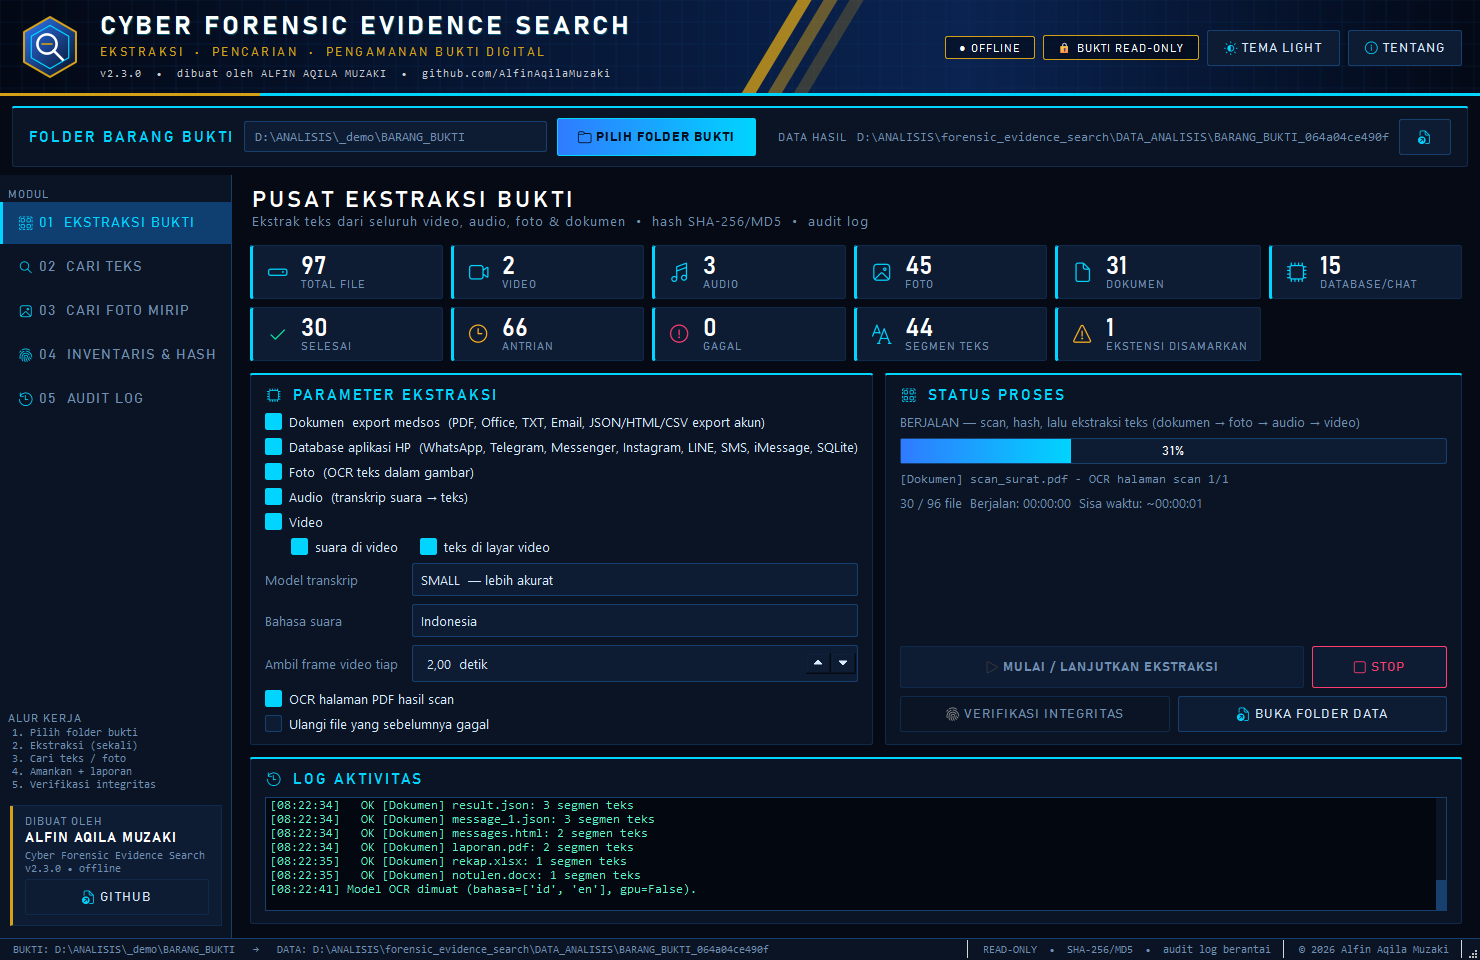 CYBER FORENSIC EVIDENCE SEARCH
EKSTRAKSI · PENCARIAN · PENGAMANAN BUKTI DIGITAL
v2.3.0 • dibuat oleh ALFIN AQILA MUZAKI • github.com/AlfinAqilaMuzaki
● OFFLINE
BUKTI READ-ONLY
TEMA LIGHT
TENTANG
FOLDER BARANG BUKTI
D:\ANALISIS\_demo\BARANG_BUKTI
PILIH FOLDER BUKTI
DATA HASIL D:\ANALISIS\forensic_evidence_search\DATA_ANALISIS\BARANG_BUKTI_064a04ce490f
MODUL
01 EKSTRAKSI BUKTI
02 CARI TEKS
03 CARI FOTO MIRIP
04 INVENTARIS & HASH
05 AUDIT LOG
ALUR KERJA
1. Pilih folder bukti
2. Ekstraksi (sekali)
3. Cari teks / foto
4. Amankan + laporan
5. Verifikasi integritas
DIBUAT OLEH
ALFIN AQILA MUZAKI
Cyber Forensic Evidence Search
v2.3.0 • offline
GITHUB
PUSAT EKSTRAKSI BUKTI
Ekstrak teks dari seluruh video, audio, foto & dokumen • hash SHA-256/MD5 • audit log
97
TOTAL FILE
2
VIDEO
3
AUDIO
45
FOTO
31
DOKUMEN
15
DATABASE/CHAT
30
SELESAI
66
ANTRIAN
0
GAGAL
44
SEGMEN TEKS
1
EKSTENSI DISAMARKAN
PARAMETER EKSTRAKSI
Dokumen export medsos (PDF, Office, TXT, Email, JSON/HTML/CSV export akun)
Database aplikasi HP (WhatsApp, Telegram, Messenger, Instagram, LINE, SMS, iMessage, SQLite)
Foto (OCR teks dalam gambar)
Audio (transkrip suara → teks)
Video
suara di video
teks di layar video
Model transkrip
SMALL — lebih akurat
Bahasa suara
Indonesia
Ambil frame video tiap
2,00 detik
OCR halaman PDF hasil scan
Ulangi file yang sebelumnya gagal
STATUS PROSES
BERJALAN — scan, hash, lalu ekstraksi teks (dokumen → foto → audio → video)
31%
[Dokumen] scan_surat.pdf - OCR halaman scan 1/1
30 / 96 file Berjalan: 00:00:00 Sisa waktu: ~00:00:01
MULAI / LANJUTKAN EKSTRAKSI
STOP
VERIFIKASI INTEGRITAS
BUKA FOLDER DATA
LOG AKTIVITAS
[08:22:34] OK [Dokumen] result.json: 3 segmen teks
[08:22:34] OK [Dokumen] message_1.json: 3 segmen teks
[08:22:34] OK [Dokumen] messages.html: 2 segmen teks
[08:22:34] OK [Dokumen] laporan.pdf: 2 segmen teks
[08:22:35] OK [Dokumen] rekap.xlsx: 1 segmen teks
[08:22:35] OK [Dokumen] notulen.docx: 1 segmen teks
[08:22:41] Model OCR dimuat (bahasa=['id', 'en'], gpu=False).
BUKTI: D:\ANALISIS\_demo\BARANG_BUKTI → DATA: D:\ANALISIS\forensic_evidence_search\DATA_ANALISIS\BARANG_BUKTI_064a04ce490f
READ-ONLY • SHA-256/MD5 • audit log berantai
© 2026 Alfin Aqila Muzaki